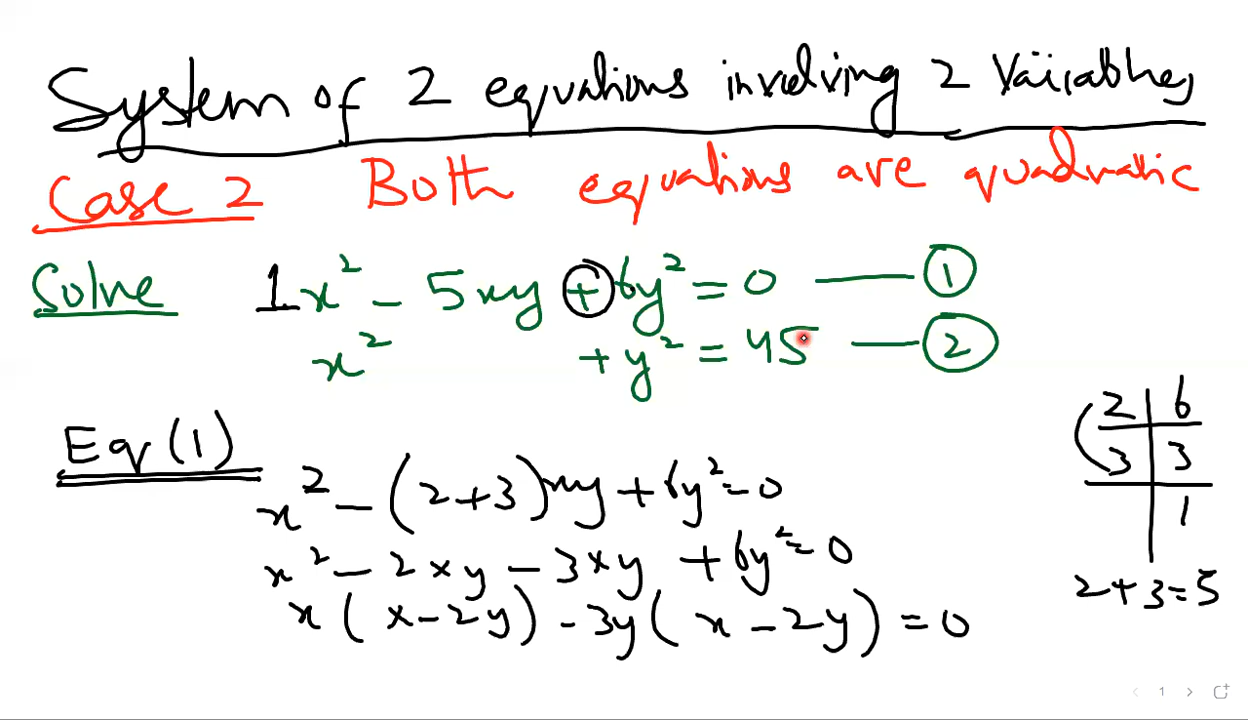 System of 2 equations involving 2 Vairables
Case 2 Both equations are quadratic
Solve 1x² - 5xy + 6y² = 0 —— ①
x² + y² = 45 —— ②
Eq (1)
x² - (2+3)xy + 6y² = 0
x² - 2xy - 3xy + 6y² = 0
x(x-2y) - 3y(x-2y) = 0
2 | 6
3 | 3
| 1
2+3=5
1